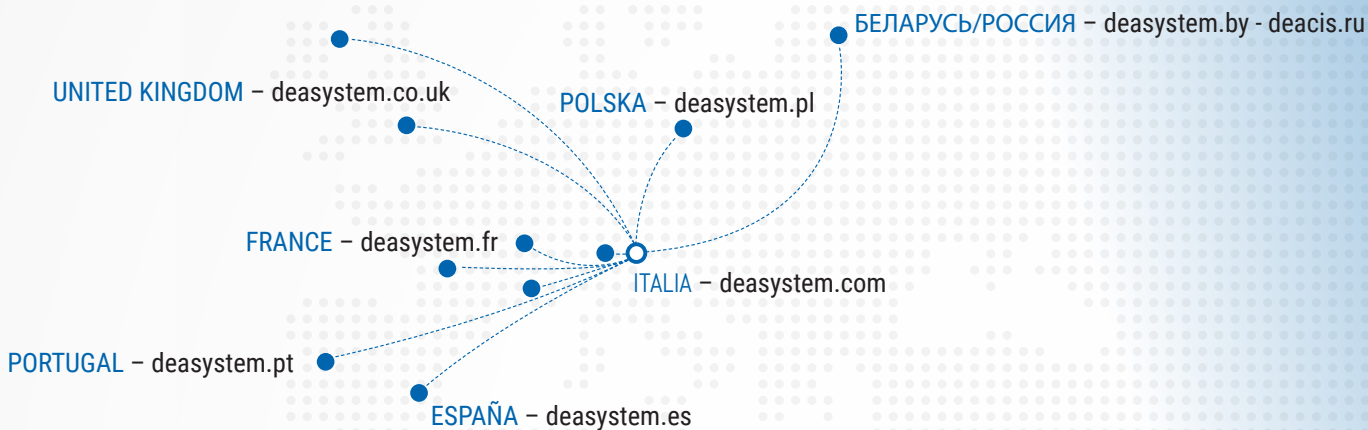 БЕЛАРУСЬ/РОССИЯ – deasystem.by - deacis.ru
UNITED KINGDOM – deasystem.co.uk
POLSKA – deasystem.pl
FRANCE – deasystem.fr
ITALIA – deasystem.com
PORTUGAL – deasystem.pt
ESPAÑA – deasystem.es